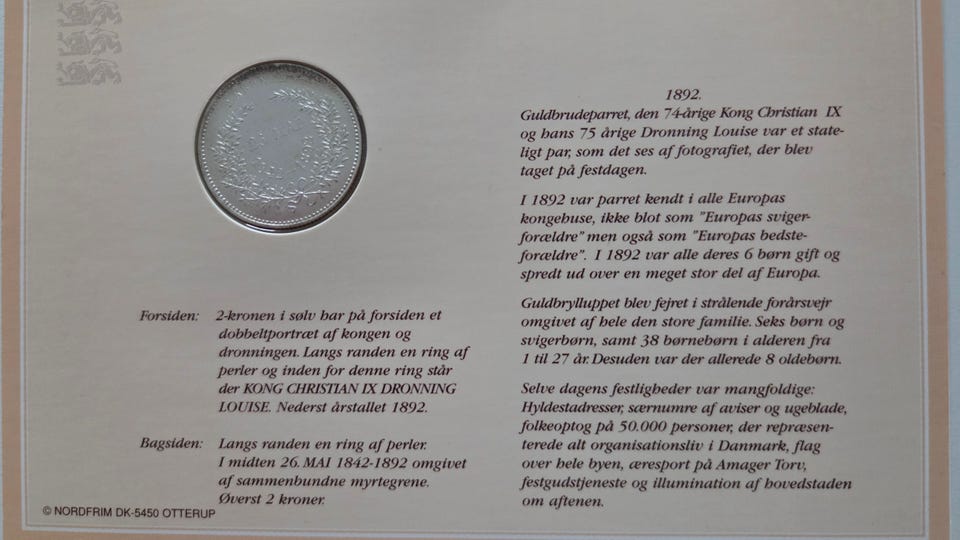 Forsiden: 2-kronen i sølv har på forsiden et
dobbeltportræt af kongen og
dronningen. Langs randen en ring af
perler og inden for denne ring står
der KONG CHRISTIAN IX DRONNING
LOUISE. Nederst årstallet 1892.
Bagsiden: Langs randen en ring af perler.
I midten 26. MAI 1842-1892 omgivet
af sammenbundne myrtegrene.
Øverst 2 kroner.
© NORDFRIM DK-5450 OTTERUP
1892.
Guldbrudeparret, den 74-årige Kong Christian IX
og hans 75 årige Dronning Louise var et state-
ligt par, som det ses af fotografiet, der blev
taget på festdagen.
I 1892 var parret kendt i alle Europas
kongehuse, ikke blot som "Europas sviger-
forældre" men også som "Europas bedste-
forældre". I 1892 var alle deres 6 børn gift og
spredt ud over en meget stor del af Europa.
Guldbrylluppet blev fejret i strålende forårsvejr
omgivet af hele den store familie. Seks børn og
svigerbørn, samt 38 børnebørn i alderen fra
1 til 27 år. Desuden var der allerede 8 oldebørn.
Selve dagens festligheder var mangfoldige:
Hyldestadresser, særnumre af aviser og ugeblade,
folkeoptog på 50.000 personer, der repræsen-
terede alt organisationsliv i Danmark, flag
over hele byen, æresport på Amager Torv,
festgudstjeneste og illumination af hovedstaden
om aftenen.